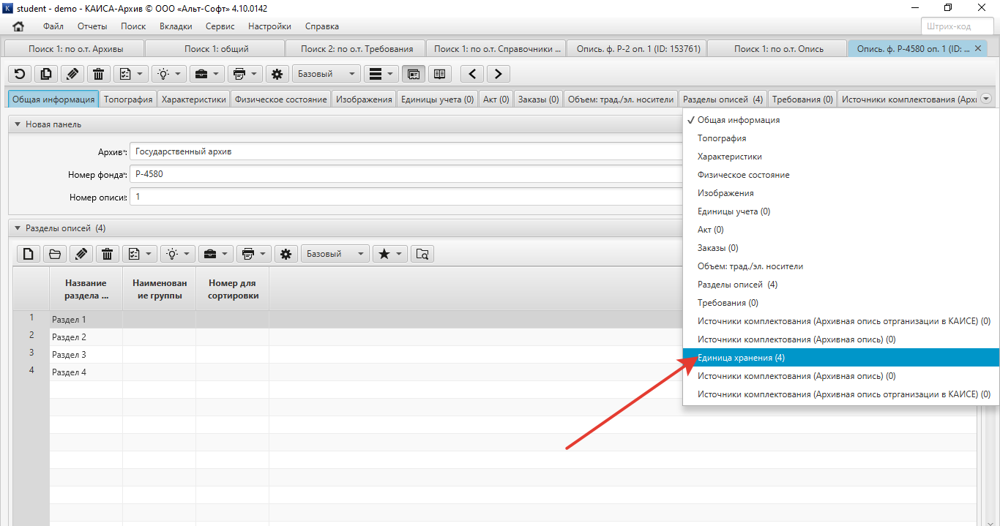 student - demo - КАИСА-Архив © ООО «Альт-Софт» 4.10.0142
Файл Отчеты Поиск Вкладки Сервис Настройки Справка Штрих-код
Поиск 1: по о.т. Архивы Поиск 1: общий Поиск 2: по о.т. Требования Поиск 1: по о.т. Справочники ... Опись. ф. Р-2 оп. 1 (ID: 153761) Поиск 1: по о.т. Опись Опись. ф. Р-4580 оп. 1 (ID: ...
Базовый
Общая информация Топография Характеристики Физическое состояние Изображения Единицы учета (0) Акт (0) Заказы (0) Объем: трад./эл. носители Разделы описей (4) Требования (0) Источники комплектования (Архи
Новая панель
Архив*: Государственный архив
Номер фонда*: Р-4580
Номер описи: 1
Разделы описей (4)
Базовый
Название раздела ...
Наименован ие группы
Номер для сортировки
1 Раздел 1
2 Раздел 2
3 Раздел 3
4 Раздел 4
✓ Общая информация
Топография
Характеристики
Физическое состояние
Изображения
Единицы учета (0)
Акт (0)
Заказы (0)
Объем: трад./эл. носители
Разделы описей (4)
Требования (0)
Источники комплектования (Архивная опись организации в КАИСЕ) (0)
Источники комплектования (Архивная опись) (0)
Единица хранения (4)
Источники комплектования (Архивная опись) (0)
Источники комплектования (Архивная опись организации в КАИСЕ) (0)